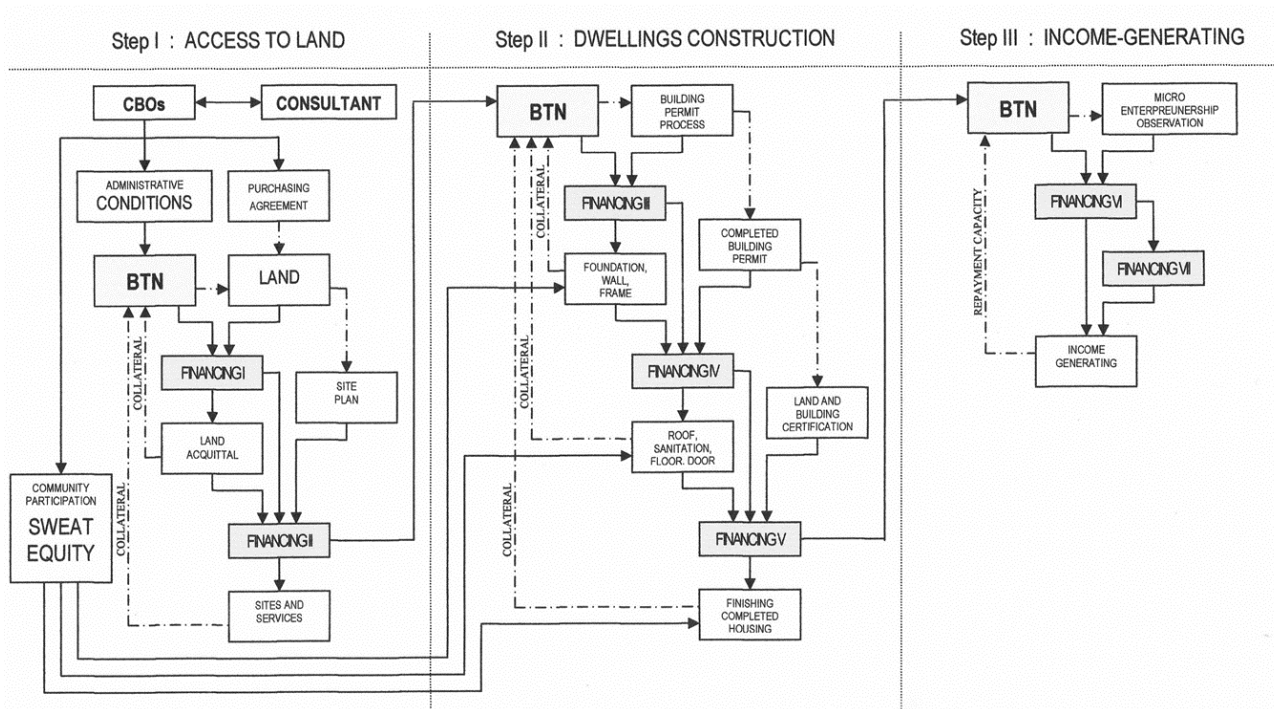 Step I : ACCESS TO LAND
Step II : DWELLINGS CONSTRUCTION
Step III : INCOME-GENERATING
CBOs
CONSULTANT
ADMINISTRATIVE
CONDITIONS
PURCHASING
AGREEMENT
BTN
LAND
COLLATERAL
FINANCING I
SITE
PLAN
LAND
ACQUITTAL
COMMUNITY
PARTICIPATION
SWEAT
EQUITY
COLLATERAL
FINANCING II
SITES AND
SERVICES
BTN
BUILDING
PERMIT
PROCESS
COLLATERAL
FINANCING III
COMPLETED
BUILDING
PERMIT
FOUNDATION,
WALL,
FRAME
COLLATERAL
FINANCING IV
LAND AND
BUILDING
CERTIFICATION
ROOF,
SANITATION,
FLOOR. DOOR
COLLATERAL
FINANCING V
FINISHING
COMPLETED
HOUSING
BTN
MICRO
ENTERPREUNERSHIP
OBSERVATION
FINANCING VI
REPAYMENT CAPACITY
FINANCING VII
INCOME
GENERATING